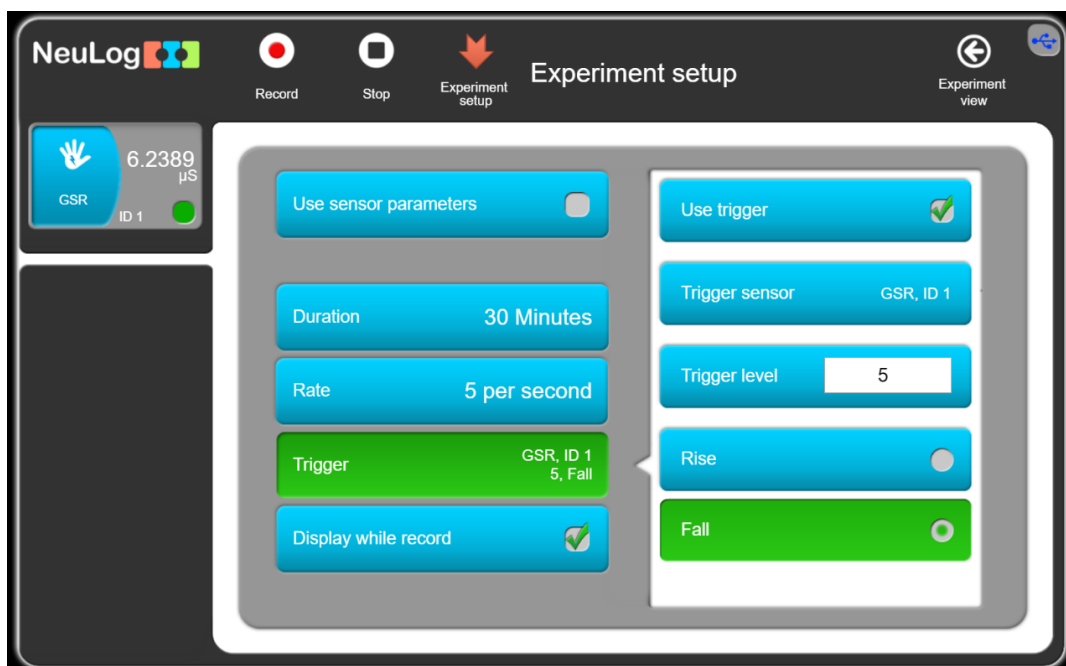 NeuLog
Record
Stop
Experiment
setup
Experiment setup
Experiment
view
GSR
6.2389
µS
ID 1
Use sensor parameters
Duration
30 Minutes
Rate
5 per second
Trigger
GSR, ID 1
5, Fall
Display while record
Use trigger
Trigger sensor
GSR, ID 1
Trigger level
5
Rise
Fall